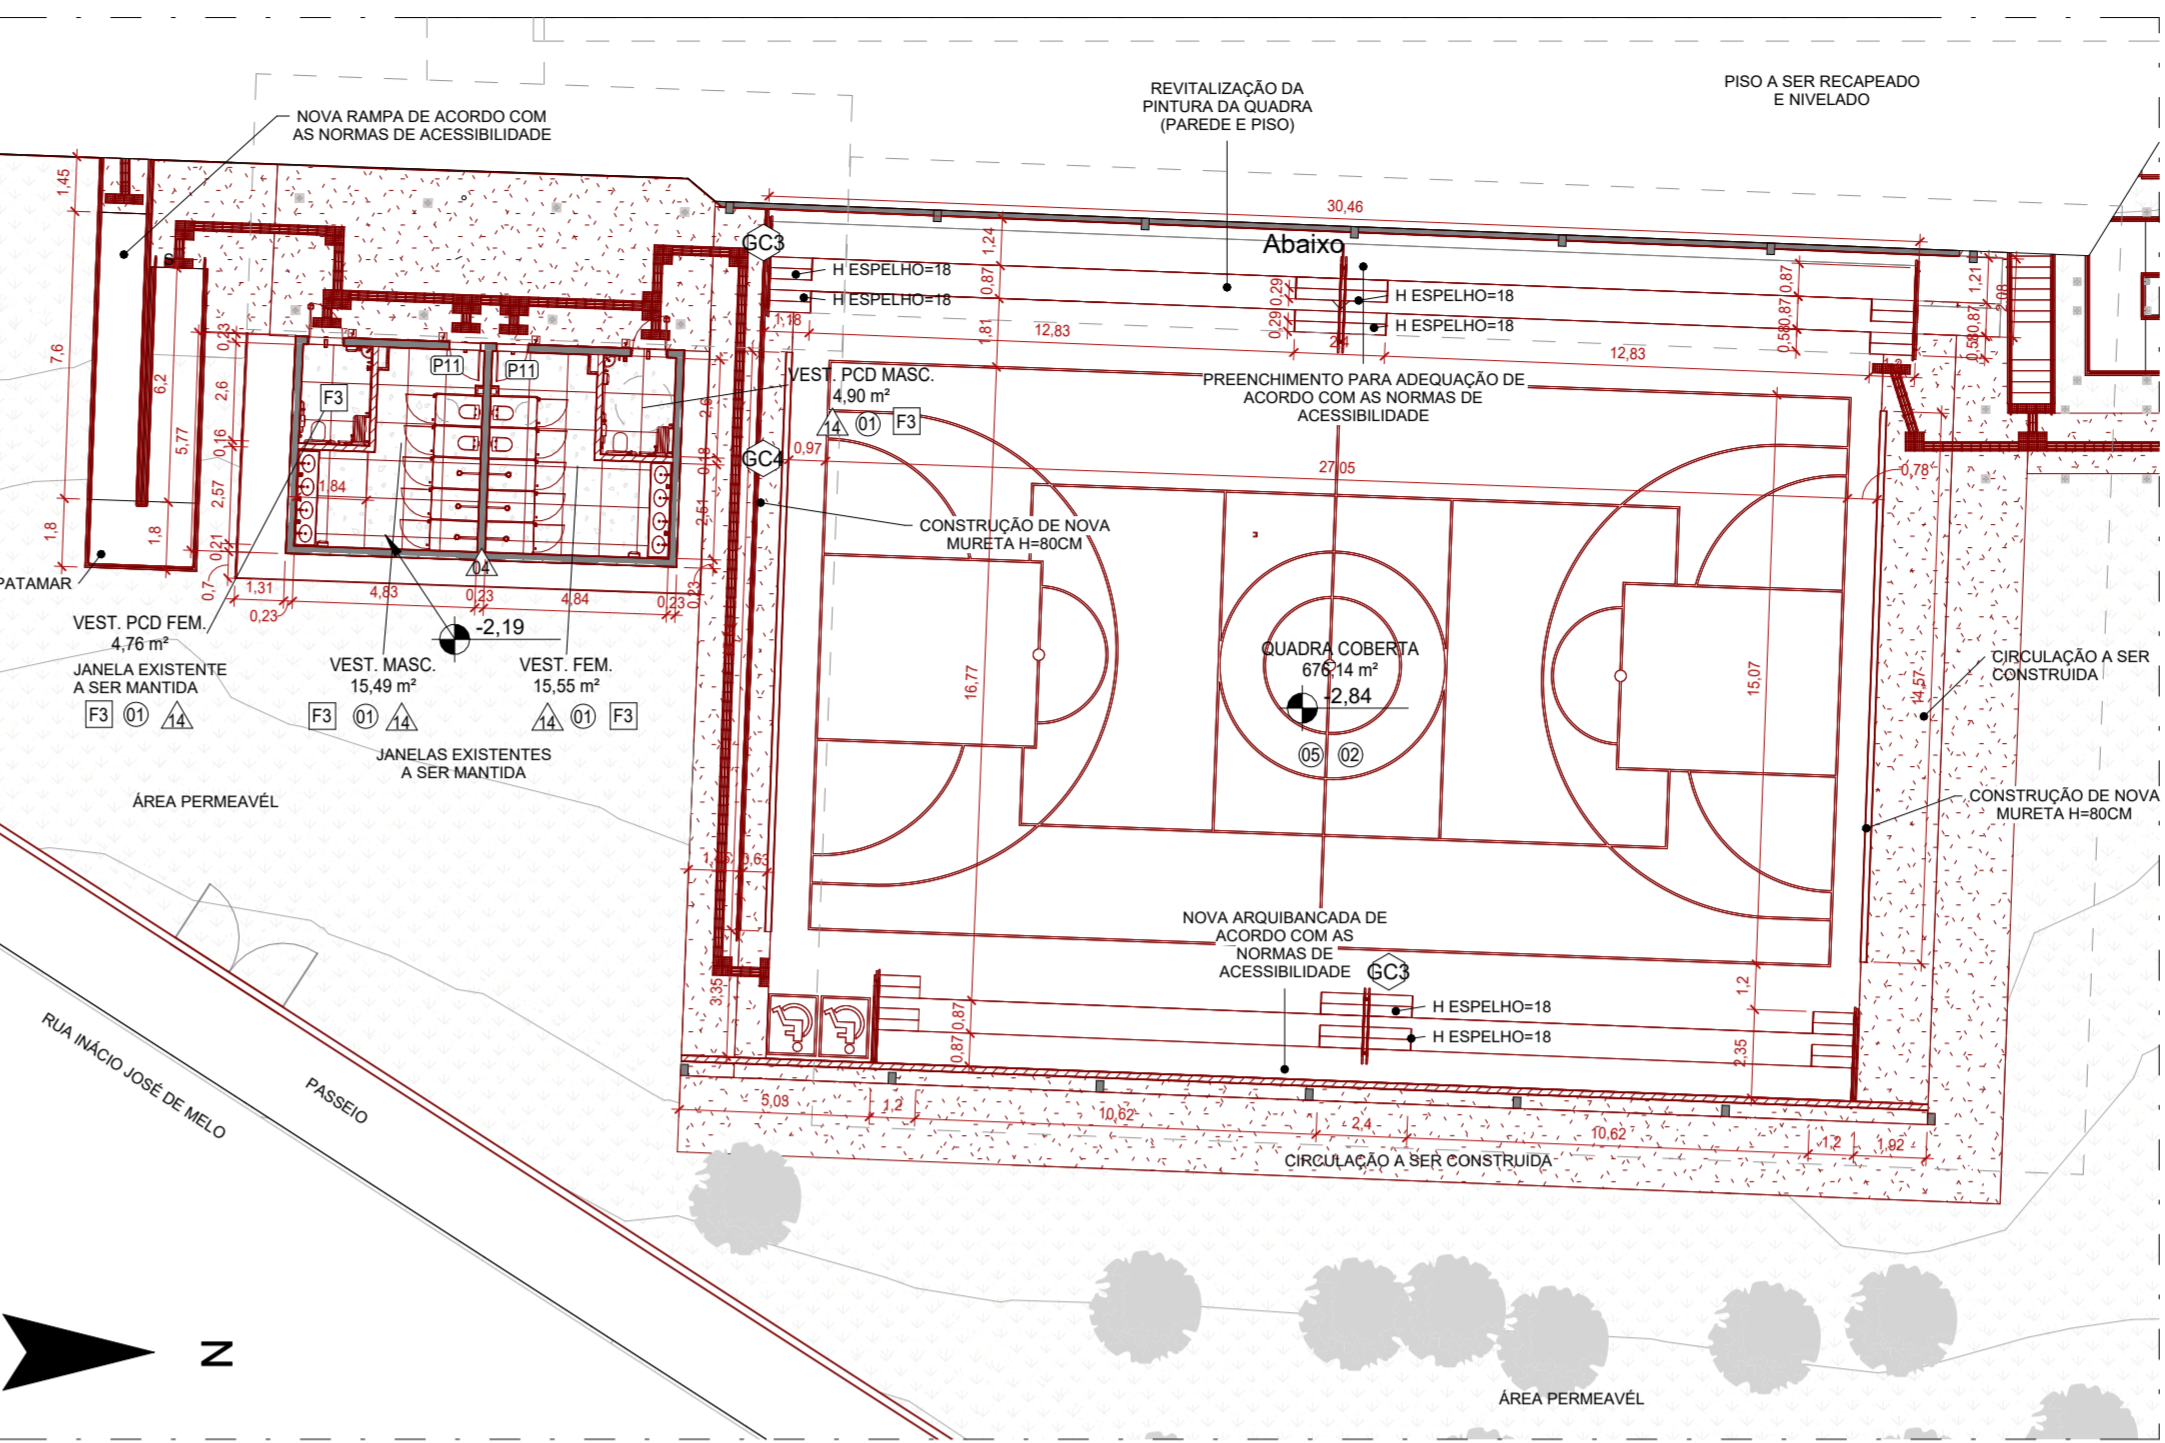 NOVA RAMPA DE ACORDO COM
AS NORMAS DE ACESSIBILIDADE
REVITALIZAÇÃO DA
PINTURA DA QUADRA
(PAREDE E PISO)
PISO A SER RECAPEADO
E NIVELADO
1,45
7,6
6,2
5,77
1,8
1,8
PATAMAR
0,23
2,6
0,16
2,57
0,21
0,7
1,31
0,23
4,83
0,23
4,84
0,23
0,23
1,84
2,6
0,18
2,51
P11
P11
F3
04
GC3
GC4
30,46
Abaixo
1,24
0,87
1,81
H ESPELHO=18
H ESPELHO=18
1,18
12,83
0,29
0,29
2,4
H ESPELHO=18
H ESPELHO=18
12,83
0,87
0,87
0,58
1,21
0,87
0,58
2,08
1,2
VEST. PCD MASC.
4,90 m²
14 01 F3
PREENCHIMENTO PARA ADEQUAÇÃO DE
ACORDO COM AS NORMAS DE
ACESSIBILIDADE
0,97
27,05
0,78
CONSTRUÇÃO DE NOVA
MURETA H=80CM
-2,19
VEST. PCD FEM.
4,76 m²
JANELA EXISTENTE
A SER MANTIDA
F3 01 14
VEST. MASC.
15,49 m²
F3 01 14
VEST. FEM.
15,55 m²
14 01 F3
JANELAS EXISTENTES
A SER MANTIDA
ÁREA PERMEAVÉL
QUADRA COBERTA
676,14 m²
-2,84
05 02
16,77
15,07
14,57
CIRCULAÇÃO A SER
CONSTRUIDA
CONSTRUÇÃO DE NOVA
MURETA H=80CM
0,63
3,35
NOVA ARQUIBANCADA DE
ACORDO COM AS
NORMAS DE
ACESSIBILIDADE
GC3
H ESPELHO=18
H ESPELHO=18
0,87
0,87
1,2
2,35
5,03
1,2
10,62
2,4
10,62
1,2
1,92
CIRCULAÇÃO A SER CONSTRUIDA
RUA INÁCIO JOSÉ DE MELO
PASSEIO
N
ÁREA PERMEAVÉL